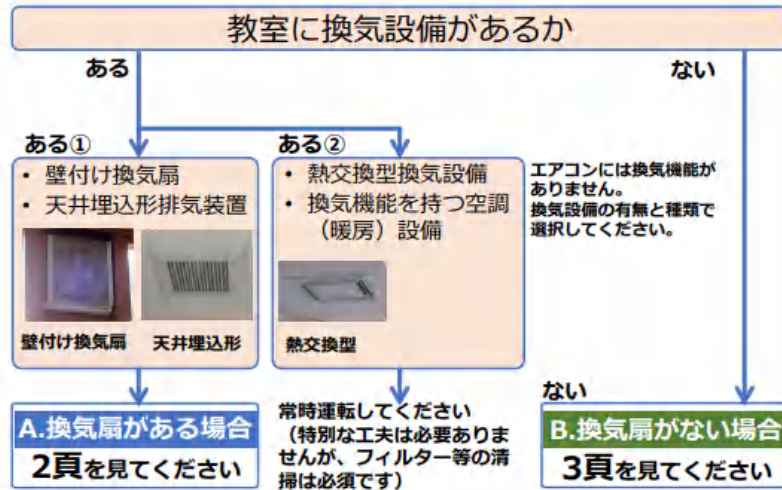 教室に換気設備があるか
ある
ない
ある①
• 壁付け換気扇
• 天井埋込形排気装置
壁付け換気扇
天井埋込形
ある②
• 熱交換型換気設備
• 換気機能を持つ空調
（暖房）設備
熱交換型
エアコンには換気機能が
ありません。
換気設備の有無と種類で
選択してください。
A.換気扇がある場合
2頁を見てください
常時運転してください
（特別な工夫は必要ありま
せんが、フィルター等の清
掃は必須です）
ない
B.換気扇がない場合
3頁を見てください